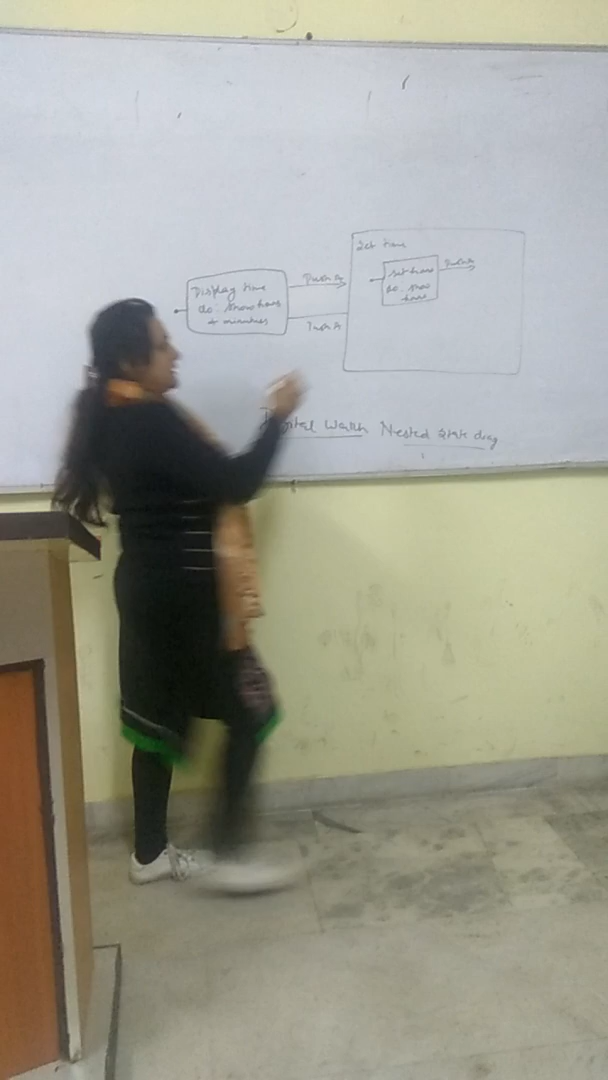 Display time
do: show hours
& minutes
Push A
Push A
Set time
set hours
do: show
hours
Push B
Digital Watch Nested State diag